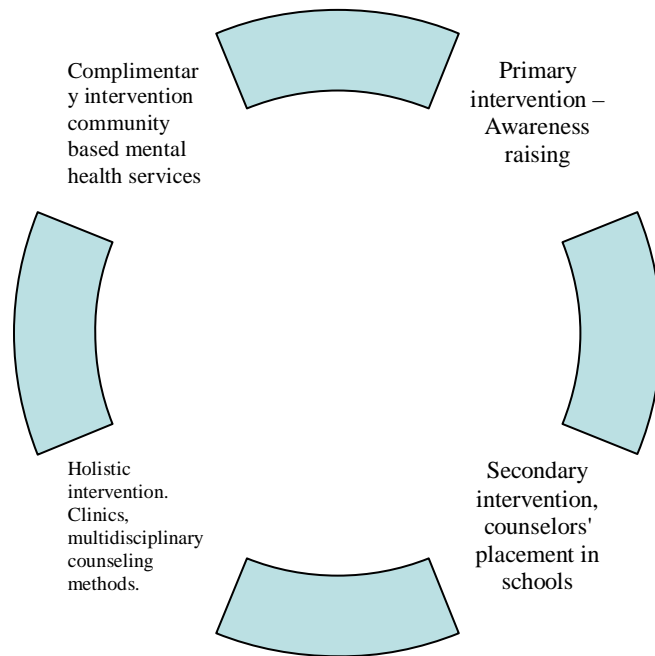 Complimentar
y intervention
community
based mental
health services
Primary
intervention –
Awareness
raising
Holistic
intervention.
Clinics,
multidisciplinary
counseling
methods.
Secondary
intervention,
counselors'
placement in
schools